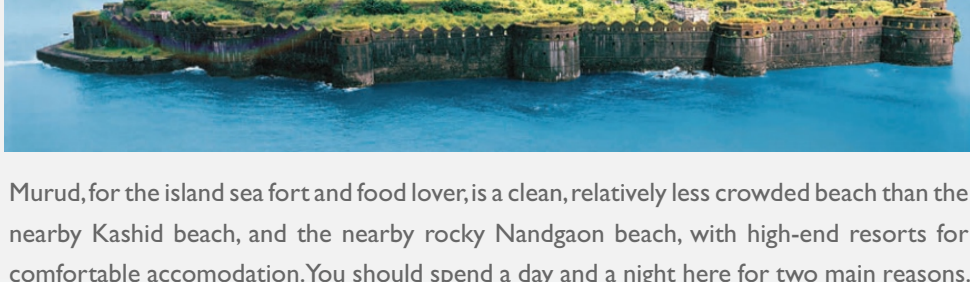 Murud, for the island sea fort and food lover, is a clean, relatively less crowded beach than the
nearby Kashid beach, and the nearby rocky Nandgaon beach, with high-end resorts for
comfortable accomodation. You should spend a day and a night here for two main reasons.